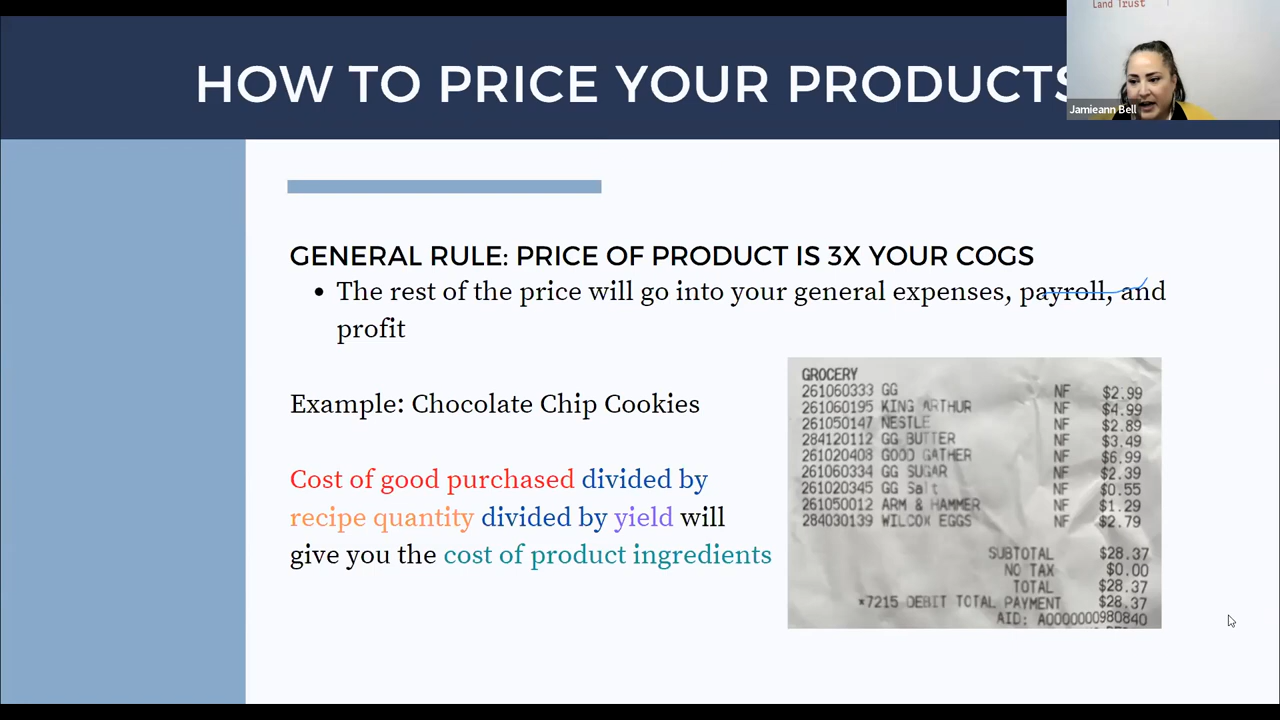 Land Trust
HOW TO PRICE YOUR PRODUCTS
Jamieann Bell
GENERAL RULE: PRICE OF PRODUCT IS 3X YOUR COGS
• The rest of the price will go into your general expenses, payroll, and
profit
Example: Chocolate Chip Cookies
Cost of good purchased divided by
recipe quantity divided by yield will
give you the cost of product ingredients
GROCERY
261060333 GG NF $2.99
261060195 KING ARTHUR NF $4.99
261050147 NESTLE NF $2.89
284120112 GG BUTTER NF $3.49
261020408 GOOD GATHER NF $6.99
261060334 GG SUGAR NF $2.39
261020345 GG Salt NF $0.55
261050012 ARM & HAMMER NF $1.29
284030139 WILCOX EGGS NF $2.79
SUBTOTAL $28.37
NO TAX $0.00
TOTAL $28.37
*7215 DEBIT TOTAL PAYMENT $28.37
AID: A0000000980840